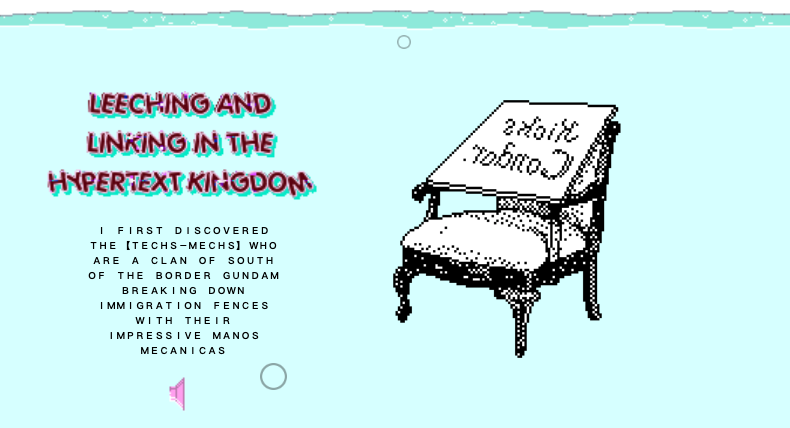 LEECHING AND
LINKING IN THE
HYPERTEXT KINGDOM
I FIRST DISCOVERED
THE [TECHS-MECHS] WHO
ARE A CLAN OF SOUTH
OF THE BORDER GUNDAM
BREAKING DOWN
IMMIGRATION FENCES
WITH THEIR
IMPRESSIVE MANOS
MECANICAS